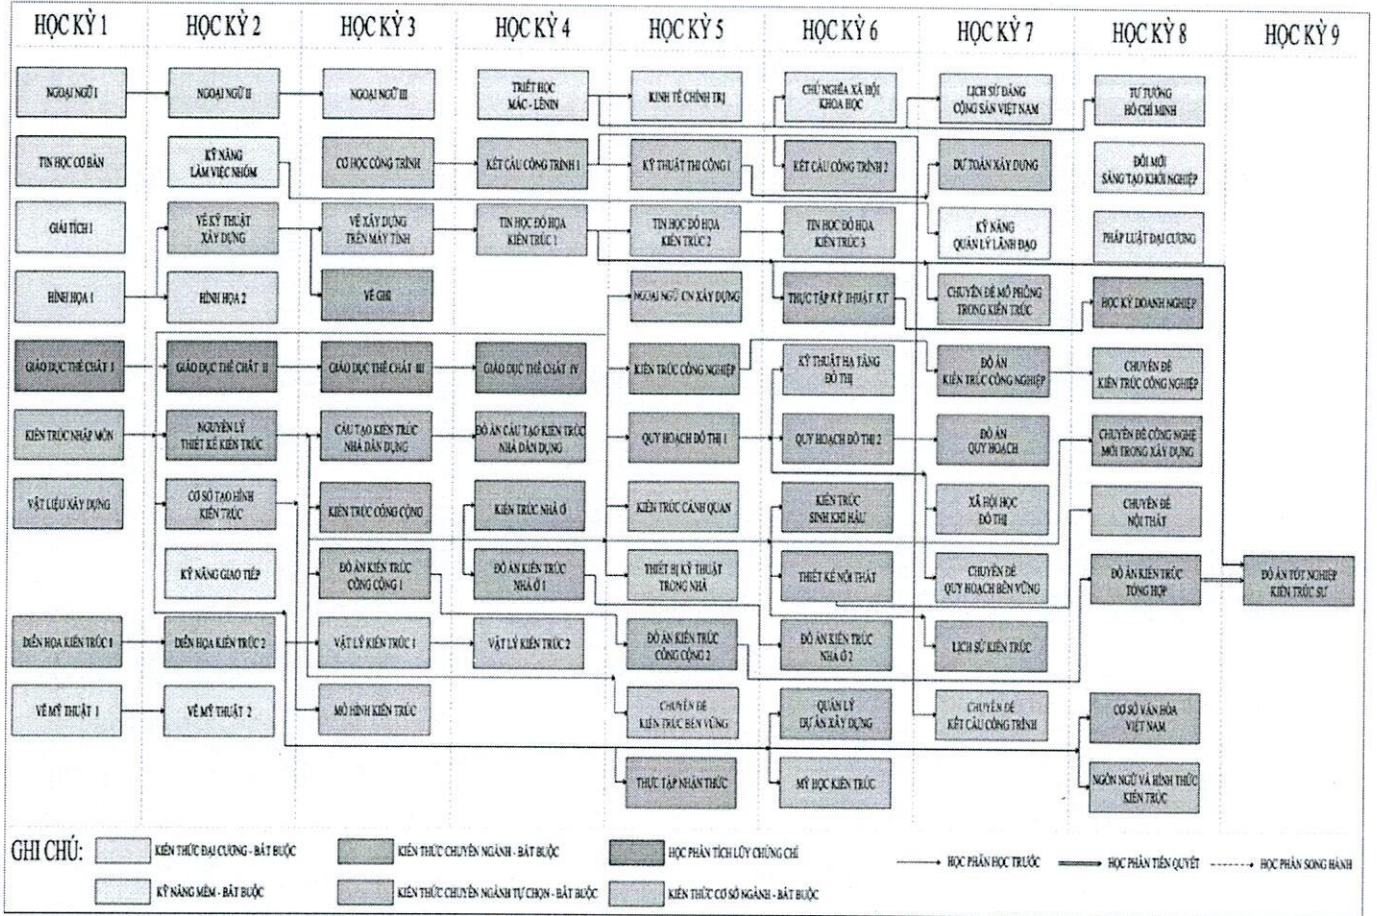 HỌC KỲ 1
HỌC KỲ 2
HỌC KỲ 3
HỌC KỲ 4
HỌC KỲ 5
HỌC KỲ 6
HỌC KỲ 7
HỌC KỲ 8
HỌC KỲ 9
NGOẠI NGỮ I
NGOẠI NGỮ II
NGOẠI NGỮ III
TRIẾT HỌC
MÁC - LÊNIN
KINH TẾ CHÍNH TRỊ
CHỦ NGHĨA XÃ HỘI
KHOA HỌC
LỊCH SỬ ĐẢNG
CỘNG SẢN VIỆT NAM
TƯ TƯỞNG
HỒ CHÍ MINH
TIN HỌC CƠ BẢN
KỸ NĂNG
LÀM VIỆC NHÓM
CƠ HỌC CÔNG TRÌNH
KẾT CẤU CÔNG TRÌNH 1
KỸ THUẬT THI CÔNG I
KẾT CẤU CÔNG TRÌNH 2
DỰ TOÁN XÂY DỰNG
ĐỔI MỚI
SÁNG TẠO KHỞI NGHIỆP
GIẢI TÍCH I
VẼ KỸ THUẬT
XÂY DỰNG
VẼ XÂY DỰNG
TRÊN MÁY TÍNH
TIN HỌC ĐỒ HỌA
KIẾN TRÚC 1
TIN HỌC ĐỒ HỌA
KIẾN TRÚC 2
TIN HỌC ĐỒ HỌA
KIẾN TRÚC 3
KỸ NĂNG
QUẢN LÝ LÃNH ĐẠO
PHÁP LUẬT ĐẠI CƯƠNG
HÌNH HỌA 1
HÌNH HỌA 2
VẼ GHI
NGOẠI NGỮ CN XÂY DỰNG
THỰC TẬP KỸ THUẬT KT
CHUYÊN ĐỀ MÔ PHỎNG
TRONG KIẾN TRÚC
HỌC KỲ DOANH NGHIỆP
GIÁO DỤC THỂ CHẤT I
GIÁO DỤC THỂ CHẤT II
GIÁO DỤC THỂ CHẤT III
GIÁO DỤC THỂ CHẤT IV
KIẾN TRÚC CÔNG NGHIỆP
KỸ THUẬT HẠ TẦNG
ĐÔ THỊ
ĐỒ ÁN
KIẾN TRÚC CÔNG NGHIỆP
CHUYÊN ĐỀ
KIẾN TRÚC CÔNG NGHIỆP
KIẾN TRÚC NHẬP MÔN
NGUYÊN LÝ
THIẾT KẾ KIẾN TRÚC
CẤU TẠO KIẾN TRÚC
NHÀ DÂN DỤNG
ĐỒ ÁN CẤU TẠO KIẾN TRÚC
NHÀ DÂN DỤNG
QUY HOẠCH ĐÔ THỊ 1
QUY HOẠCH ĐÔ THỊ 2
ĐỒ ÁN
QUY HOẠCH
CHUYÊN ĐỀ CÔNG NGHỆ
MỚI TRONG XÂY DỰNG
VẬT LIỆU XÂY DỰNG
CƠ SỞ TẠO HÌNH
KIẾN TRÚC
KIẾN TRÚC CÔNG CỘNG
KIẾN TRÚC NHÀ Ở
KIẾN TRÚC CẢNH QUAN
KIẾN TRÚC
SINH KHÍ HẬU
XÃ HỘI HỌC
ĐÔ THỊ
CHUYÊN ĐỀ
NỘI THẤT
KỸ NĂNG GIAO TIẾP
ĐỒ ÁN KIẾN TRÚC
CÔNG CỘNG 1
ĐỒ ÁN KIẾN TRÚC
NHÀ Ở 1
THIẾT BỊ KỸ THUẬT
TRONG NHÀ
THIẾT KẾ NỘI THẤT
CHUYÊN ĐỀ
QUY HOẠCH BỀN VỮNG
ĐỒ ÁN KIẾN TRÚC
TỔNG HỢP
ĐỒ ÁN TỐT NGHIỆP
KIẾN TRÚC SƯ
DIỄN HỌA KIẾN TRÚC 1
DIỄN HỌA KIẾN TRÚC 2
VẬT LÝ KIẾN TRÚC 1
VẬT LÝ KIẾN TRÚC 2
ĐỒ ÁN KIẾN TRÚC
CÔNG CỘNG 2
ĐỒ ÁN KIẾN TRÚC
NHÀ Ở 2
LỊCH SỬ KIẾN TRÚC
VẼ MỸ THUẬT 1
VẼ MỸ THUẬT 2
MÔ HÌNH KIẾN TRÚC
CHUYÊN ĐỀ
KIẾN TRÚC BỀN VỮNG
QUẢN LÝ
DỰ ÁN XÂY DỰNG
CHUYÊN ĐỀ
KẾT CẤU CÔNG TRÌNH
CƠ SỞ VĂN HÓA
VIỆT NAM
THỰC TẬP NHẬN THỨC
MỸ HỌC KIẾN TRÚC
NGÔN NGỮ VÀ HÌNH THỨC
KIẾN TRÚC
GHI CHÚ:
KIẾN THỨC ĐẠI CƯƠNG - BẮT BUỘC
KIẾN THỨC CHUYÊN NGÀNH - BẮT BUỘC
HỌC PHẦN TÍCH LŨY CHỨNG CHỈ
HỌC PHẦN HỌC TRƯỚC
HỌC PHẦN TIÊN QUYẾT
HỌC PHẦN SONG HÀNH
KỸ NĂNG MỀM - BẮT BUỘC
KIẾN THỨC CHUYÊN NGÀNH TỰ CHỌN - BẮT BUỘC
KIẾN THỨC CƠ SỞ NGÀNH - BẮT BUỘC